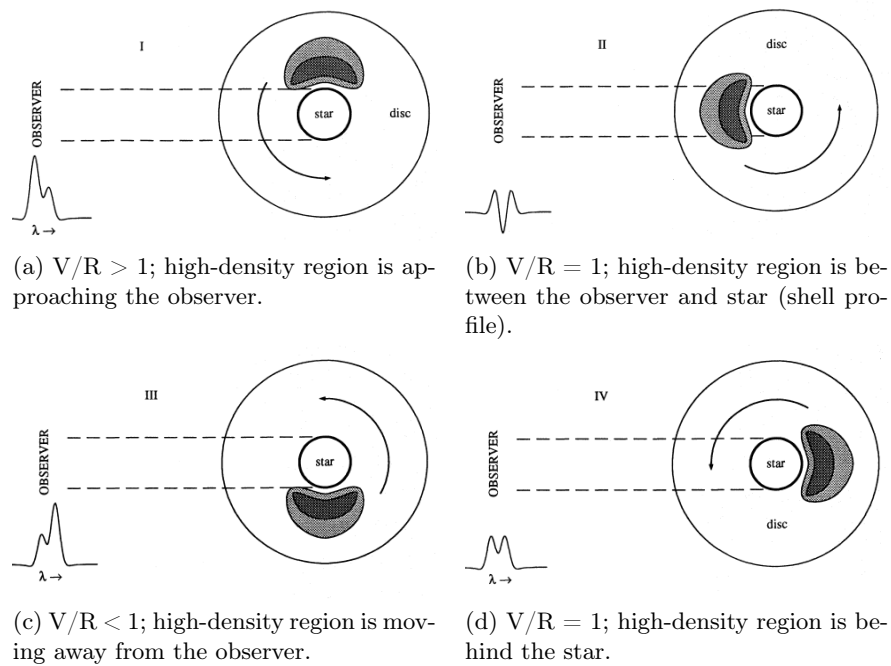 I
OBSERVER
star
disc
λ →
(a) V/R > 1; high-density region is ap-
proaching the observer.
II
disc
OBSERVER
star
λ →
(b) V/R = 1; high-density region is be-
tween the observer and star (shell pro-
file).
III
OBSERVER
star
disc
λ →
(c) V/R < 1; high-density region is mov-
ing away from the observer.
IV
OBSERVER
star
disc
λ →
(d) V/R = 1; high-density region is be-
hind the star.